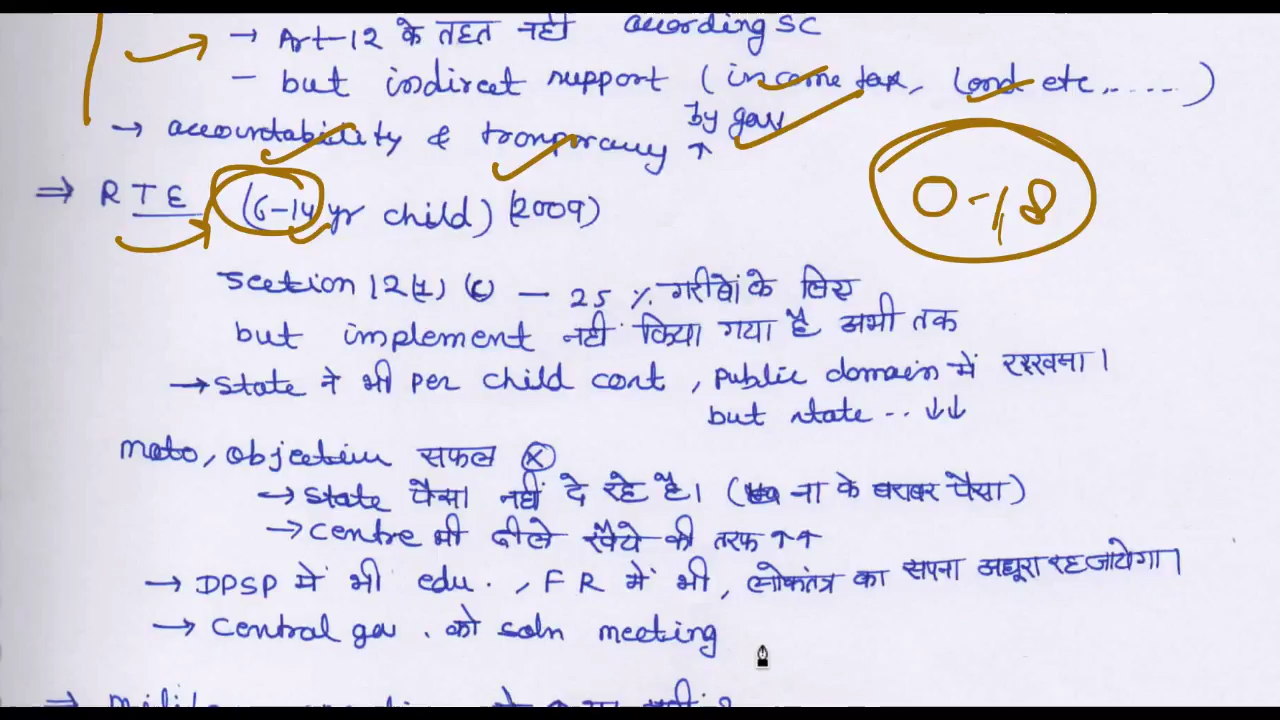 → Art-12 के तहत नहीं according SC
- but indirect support (income tax, land etc,.....) by gov
→ accountability & tronparancy ↑
⇒ RTE (6-14 yr child) (2009)
0-18
Section 12(1)(c) — 25 % गरीबों के लिए
but implement नहीं किया गया है अभी तक
→ State ने भी per child cont, public domain में रखना।
but state .. ↓↓
moto, objective सफल ⓧ
→ State पैसा नहीं दे रहे है। (ना के बराबर पैसा)
→ Centre भी ढीले रवैये की तरफ ↑↑
→ DPSP में भी edu., FR में भी, लोकतंत्र का सपना अधूरा रह जायेगा।
→ Central gov. को soln meeting